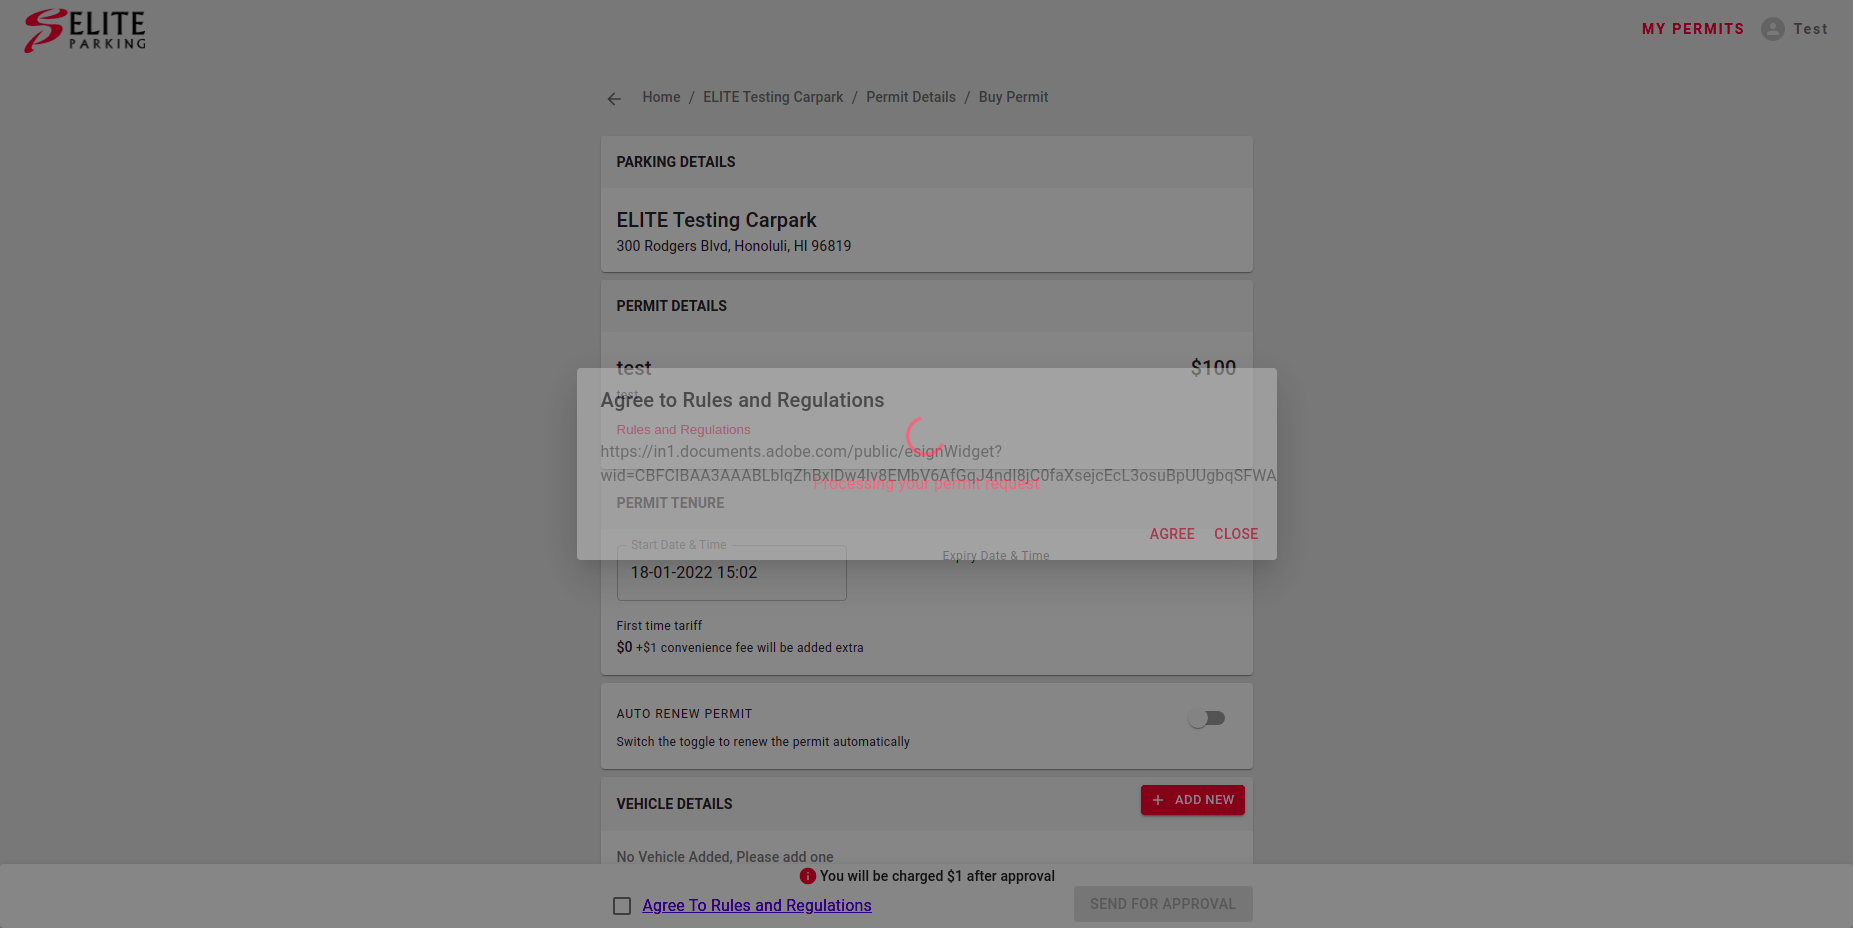 ELITE
PARKING
MY PERMITS
Test
Home / ELITE Testing Carpark / Permit Details / Buy Permit
PARKING DETAILS
ELITE Testing Carpark
300 Rodgers Blvd, Honoluli, HI 96819
PERMIT DETAILS
test
$100
test
Agree to Rules and Regulations
Rules and Regulations
https://in1.documents.adobe.com/public/esignWidget?
Processing your permit request
PERMIT TENURE
AGREE
CLOSE
Start Date & Time
Expiry Date & Time
18-01-2022 15:02
First time tariff
$0 +$1 convenience fee will be added extra
AUTO RENEW PERMIT
Switch the toggle to renew the permit automatically
VEHICLE DETAILS
+ ADD NEW
No Vehicle Added, Please add one
You will be charged $1 after approval
Agree To Rules and Regulations
SEND FOR APPROVAL